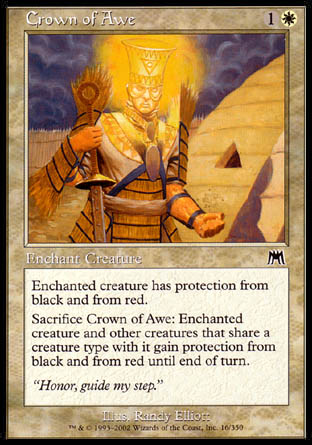 Crown of Awe 1
Enchant Creature
Enchanted creature has protection from
black and from red.
Sacrifice Crown of Awe: Enchanted
creature and other creatures that share a
creature type with it gain protection from
black and from red until end of turn.
"Honor, guide my step."
Illus. Randy Elliott
™ & © 1993–2002 Wizards of the Coast, Inc. 16/350